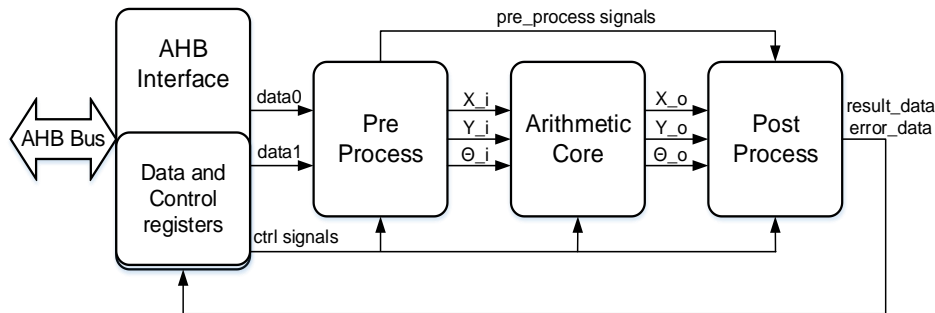 pre_process signals
AHB
Interface
AHB Bus
data0
data1
Data and
Control
registers
ctrl signals
Pre
Process
X_i
Y_i
Θ_i
Arithmetic
Core
X_o
Y_o
Θ_o
Post
Process
result_data
error_data